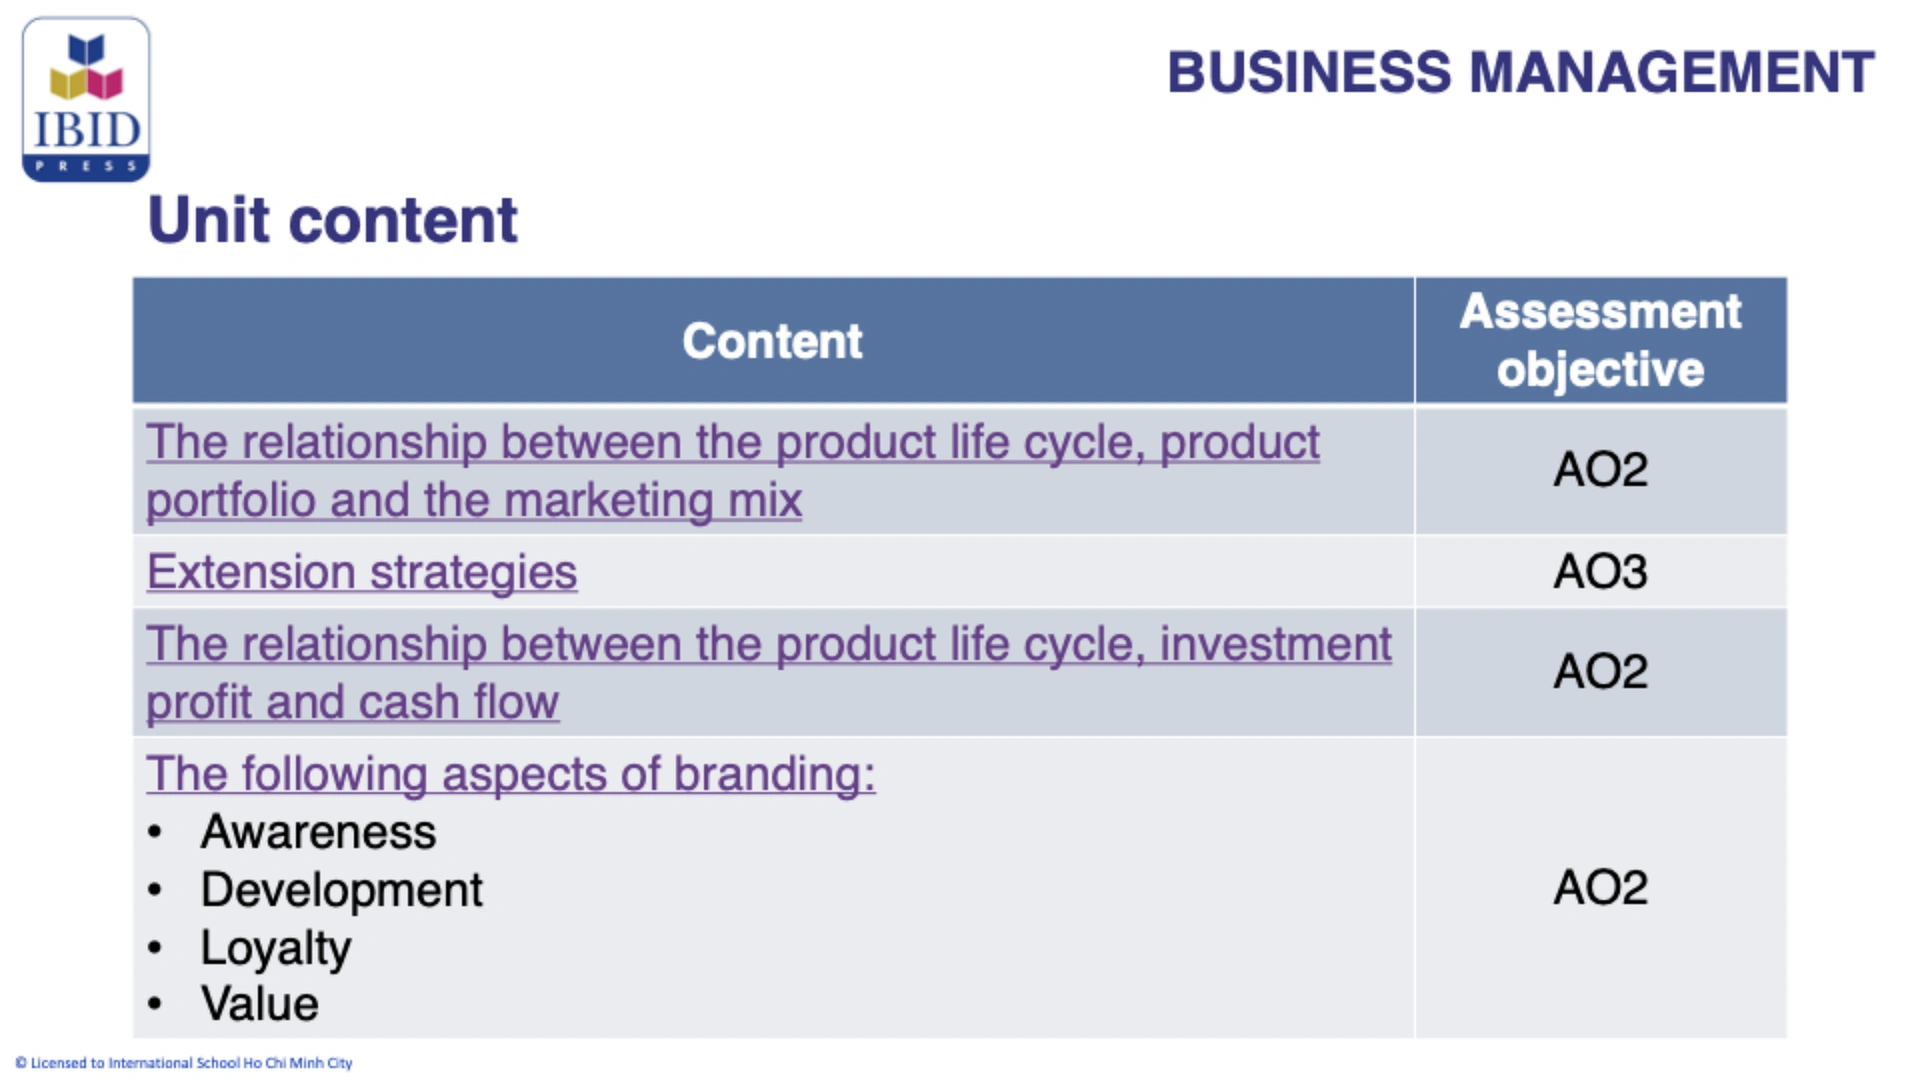 IBID
PRESS
BUSINESS MANAGEMENT
Unit content
Content
Assessment
objective
The relationship between the product life cycle, product
portfolio and the marketing mix
AO2
Extension strategies
AO3
The relationship between the product life cycle, investment
profit and cash flow
AO2
The following aspects of branding:
• Awareness
• Development
• Loyalty
• Value
AO2
© Licensed to International School Ho Chi Minh City